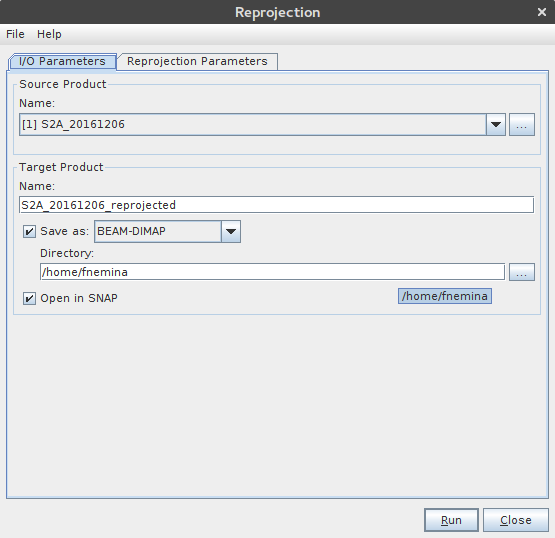 Reprojection
File Help
I/O Parameters Reprojection Parameters
Source Product
Name:
[1] S2A_20161206
...
Target Product
Name:
S2A_20161206_reprojected
Save as: BEAM-DIMAP
Directory:
/home/fnemina
...
Open in SNAP /home/fnemina
Run Close